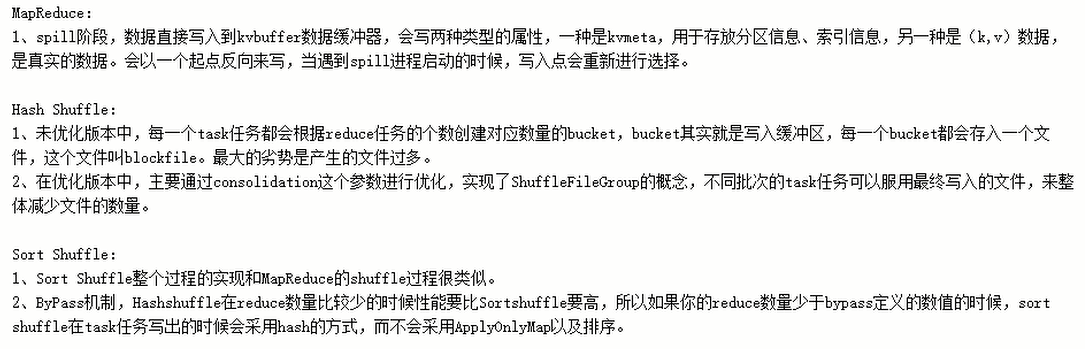 MapReduce:
1、spill阶段，数据直接写入到kvbuffer数据缓冲器，会写两种类型的属性，一种是kvmeta，用于存放分区信息、索引信息，另一种是（k,v）数据，
是真实的数据。会以一个起点反向来写，当遇到spill进程启动的时候，写入点会重新进行选择。
Hash Shuffle:
1、未优化版本中，每一个task任务都会根据reduce任务的个数创建对应数量的bucket，bucket其实就是写入缓冲区，每一个bucket都会存入一个文
件，这个文件叫blockfile。最大的劣势是产生的文件过多。
2、在优化版本中，主要通过consolidation这个参数进行优化，实现了ShuffleFileGroup的概念，不同批次的task任务可以服用最终写入的文件，来整
体减少文件的数量。
Sort Shuffle:
1、Sort Shuffle整个过程的实现和MapReduce的shuffle过程很类似。
2、ByPass机制，Hashshuffle在reduce数量比较少的时候性能要比Sortshuffle要高，所以如果你的reduce数量少于bypass定义的数值的时候，sort
shuffle在task任务写出的时候会采用hash的方式，而不会采用ApplyOnlyMap以及排序。